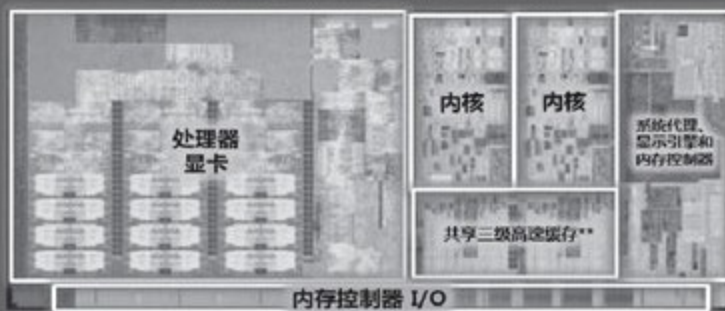 处理器
显卡
内核
内核
系统代理、
显示引擎和
内存控制器
共享三级高速缓存**
内存控制器 I/O